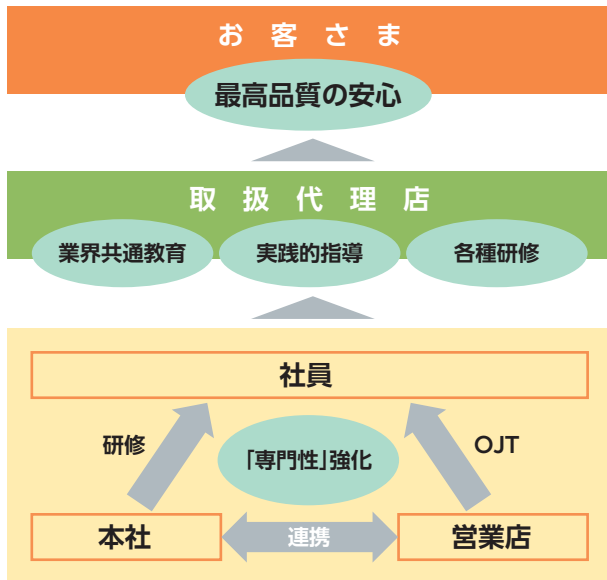 お客さま
最高品質の安心
取扱代理店
業界共通教育
実践的指導
各種研修
社員
研修
「専門性」強化
OJT
本社
連携
営業店